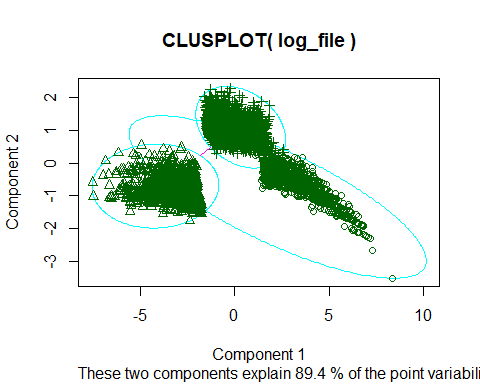 CLUSPLOT( log_file )
Component 2
2
1
0
-1
-2
-3
-5
0
5
10
Component 1
These two components explain 89.4 % of the point variabili